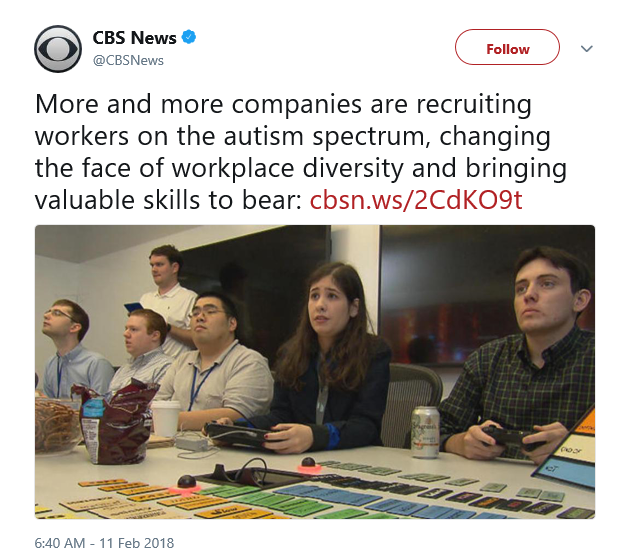 CBS News
@CBSNews
Follow
More and more companies are recruiting
workers on the autism spectrum, changing
the face of workplace diversity and bringing
valuable skills to bear: cbsn.ws/2CdKO9t
6:40 AM - 11 Feb 2018